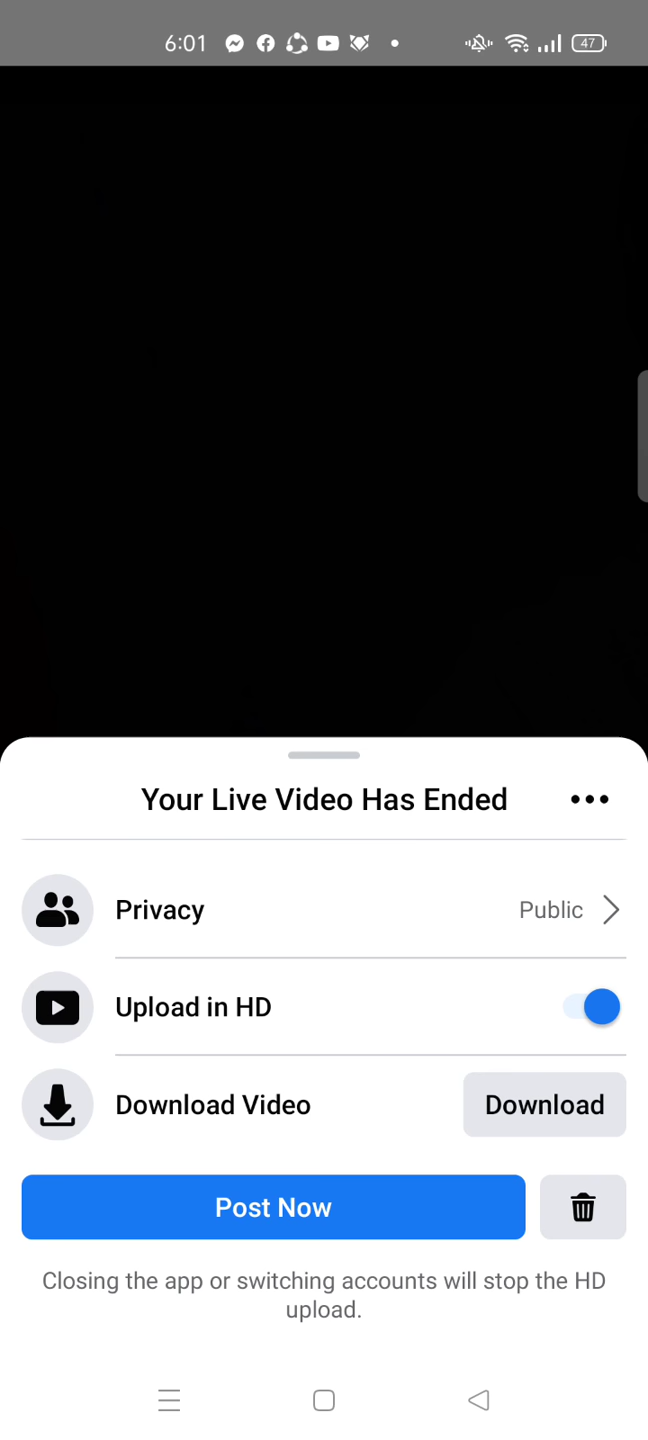 6:01
47
Your Live Video Has Ended
Privacy
Public
Upload in HD
Download Video
Download
Post Now
Closing the app or switching accounts will stop the HD
upload.